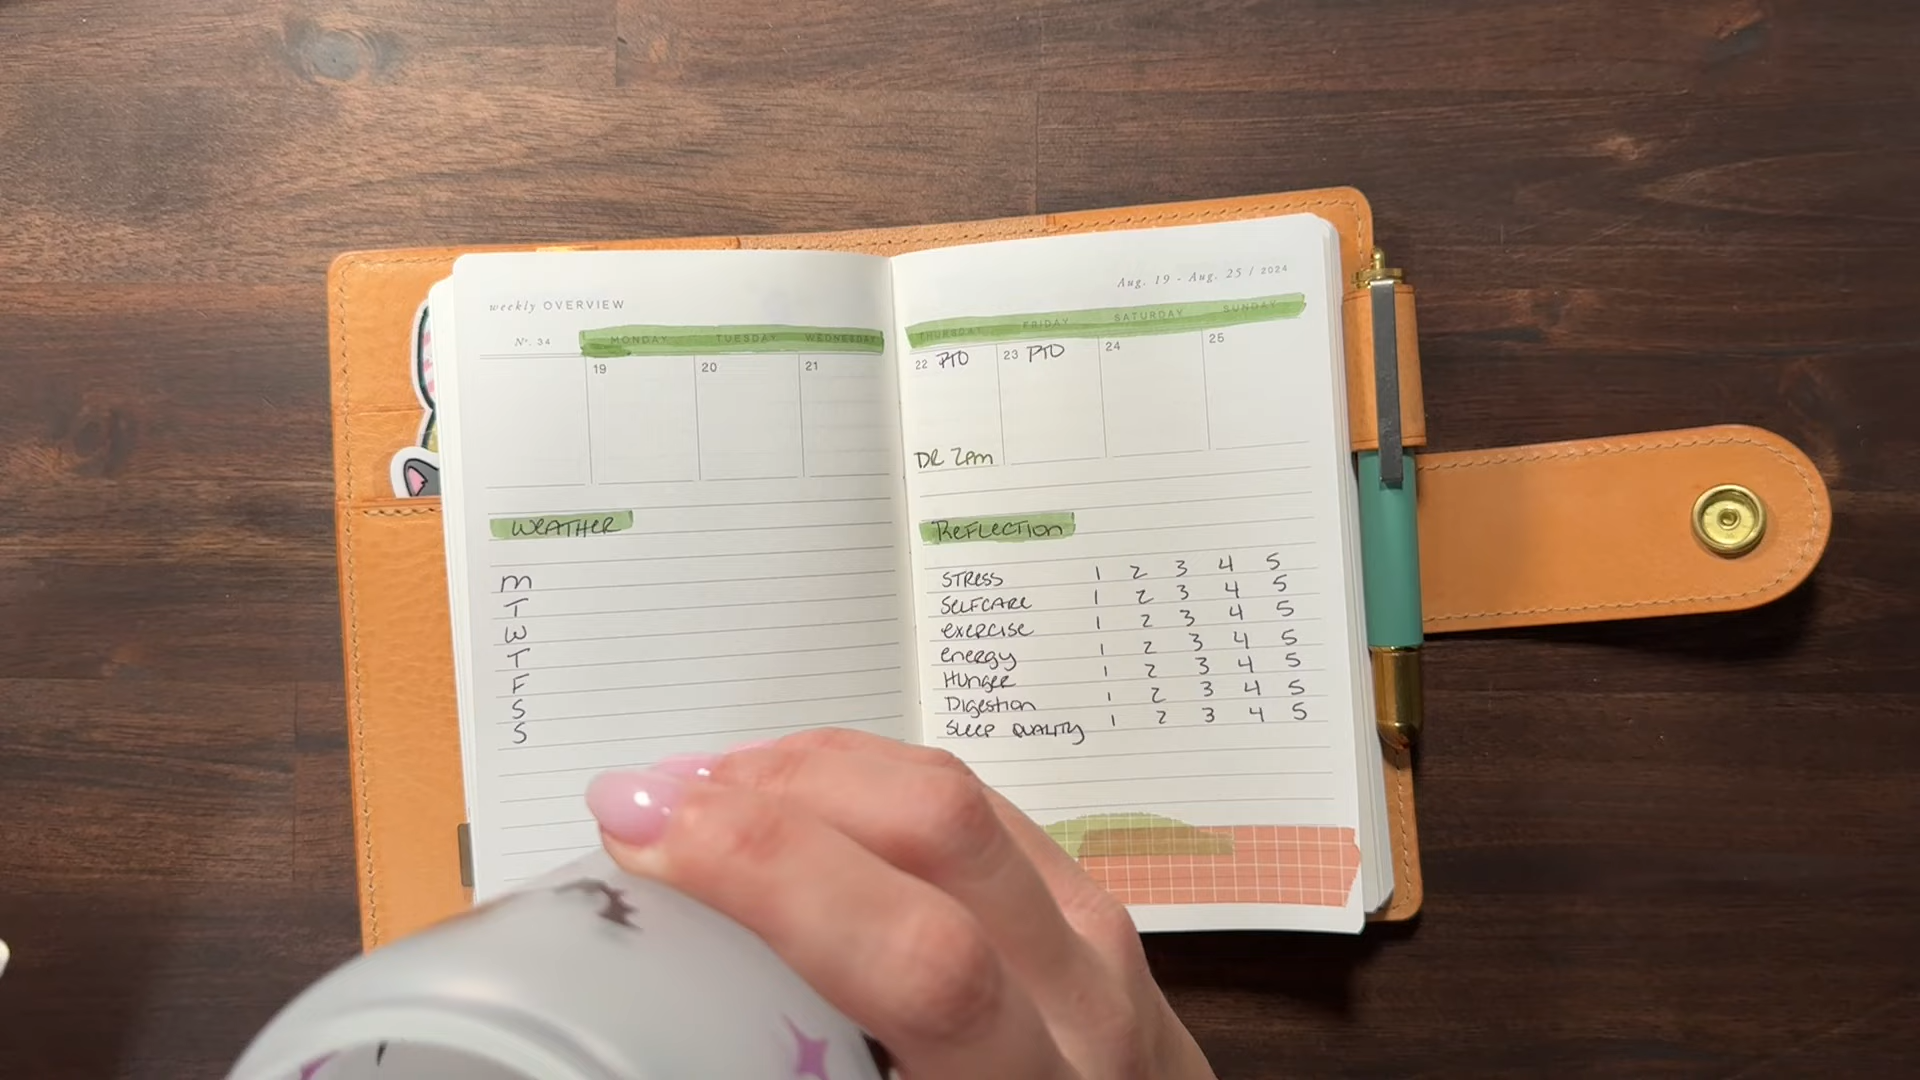 weekly OVERVIEW
Nº. 34 MONDAY TUESDAY WEDNESDAY
19 20 21
WEATHER
M
T
W
T
F
S
S
Aug. 19 - Aug. 25 / 2024
THURSDAY FRIDAY SATURDAY SUNDAY
22 PTO 23 PTO 24 25
DR 2pm
REFLECTION
STRESS 1 2 3 4 5
SELFCARE 1 2 3 4 5
exercise 1 2 3 4 5
energy 1 2 3 4 5
HUNGER 1 2 3 4 5
Digestion 1 2 3 4 5
SLEEP QUALITY 1 2 3 4 5